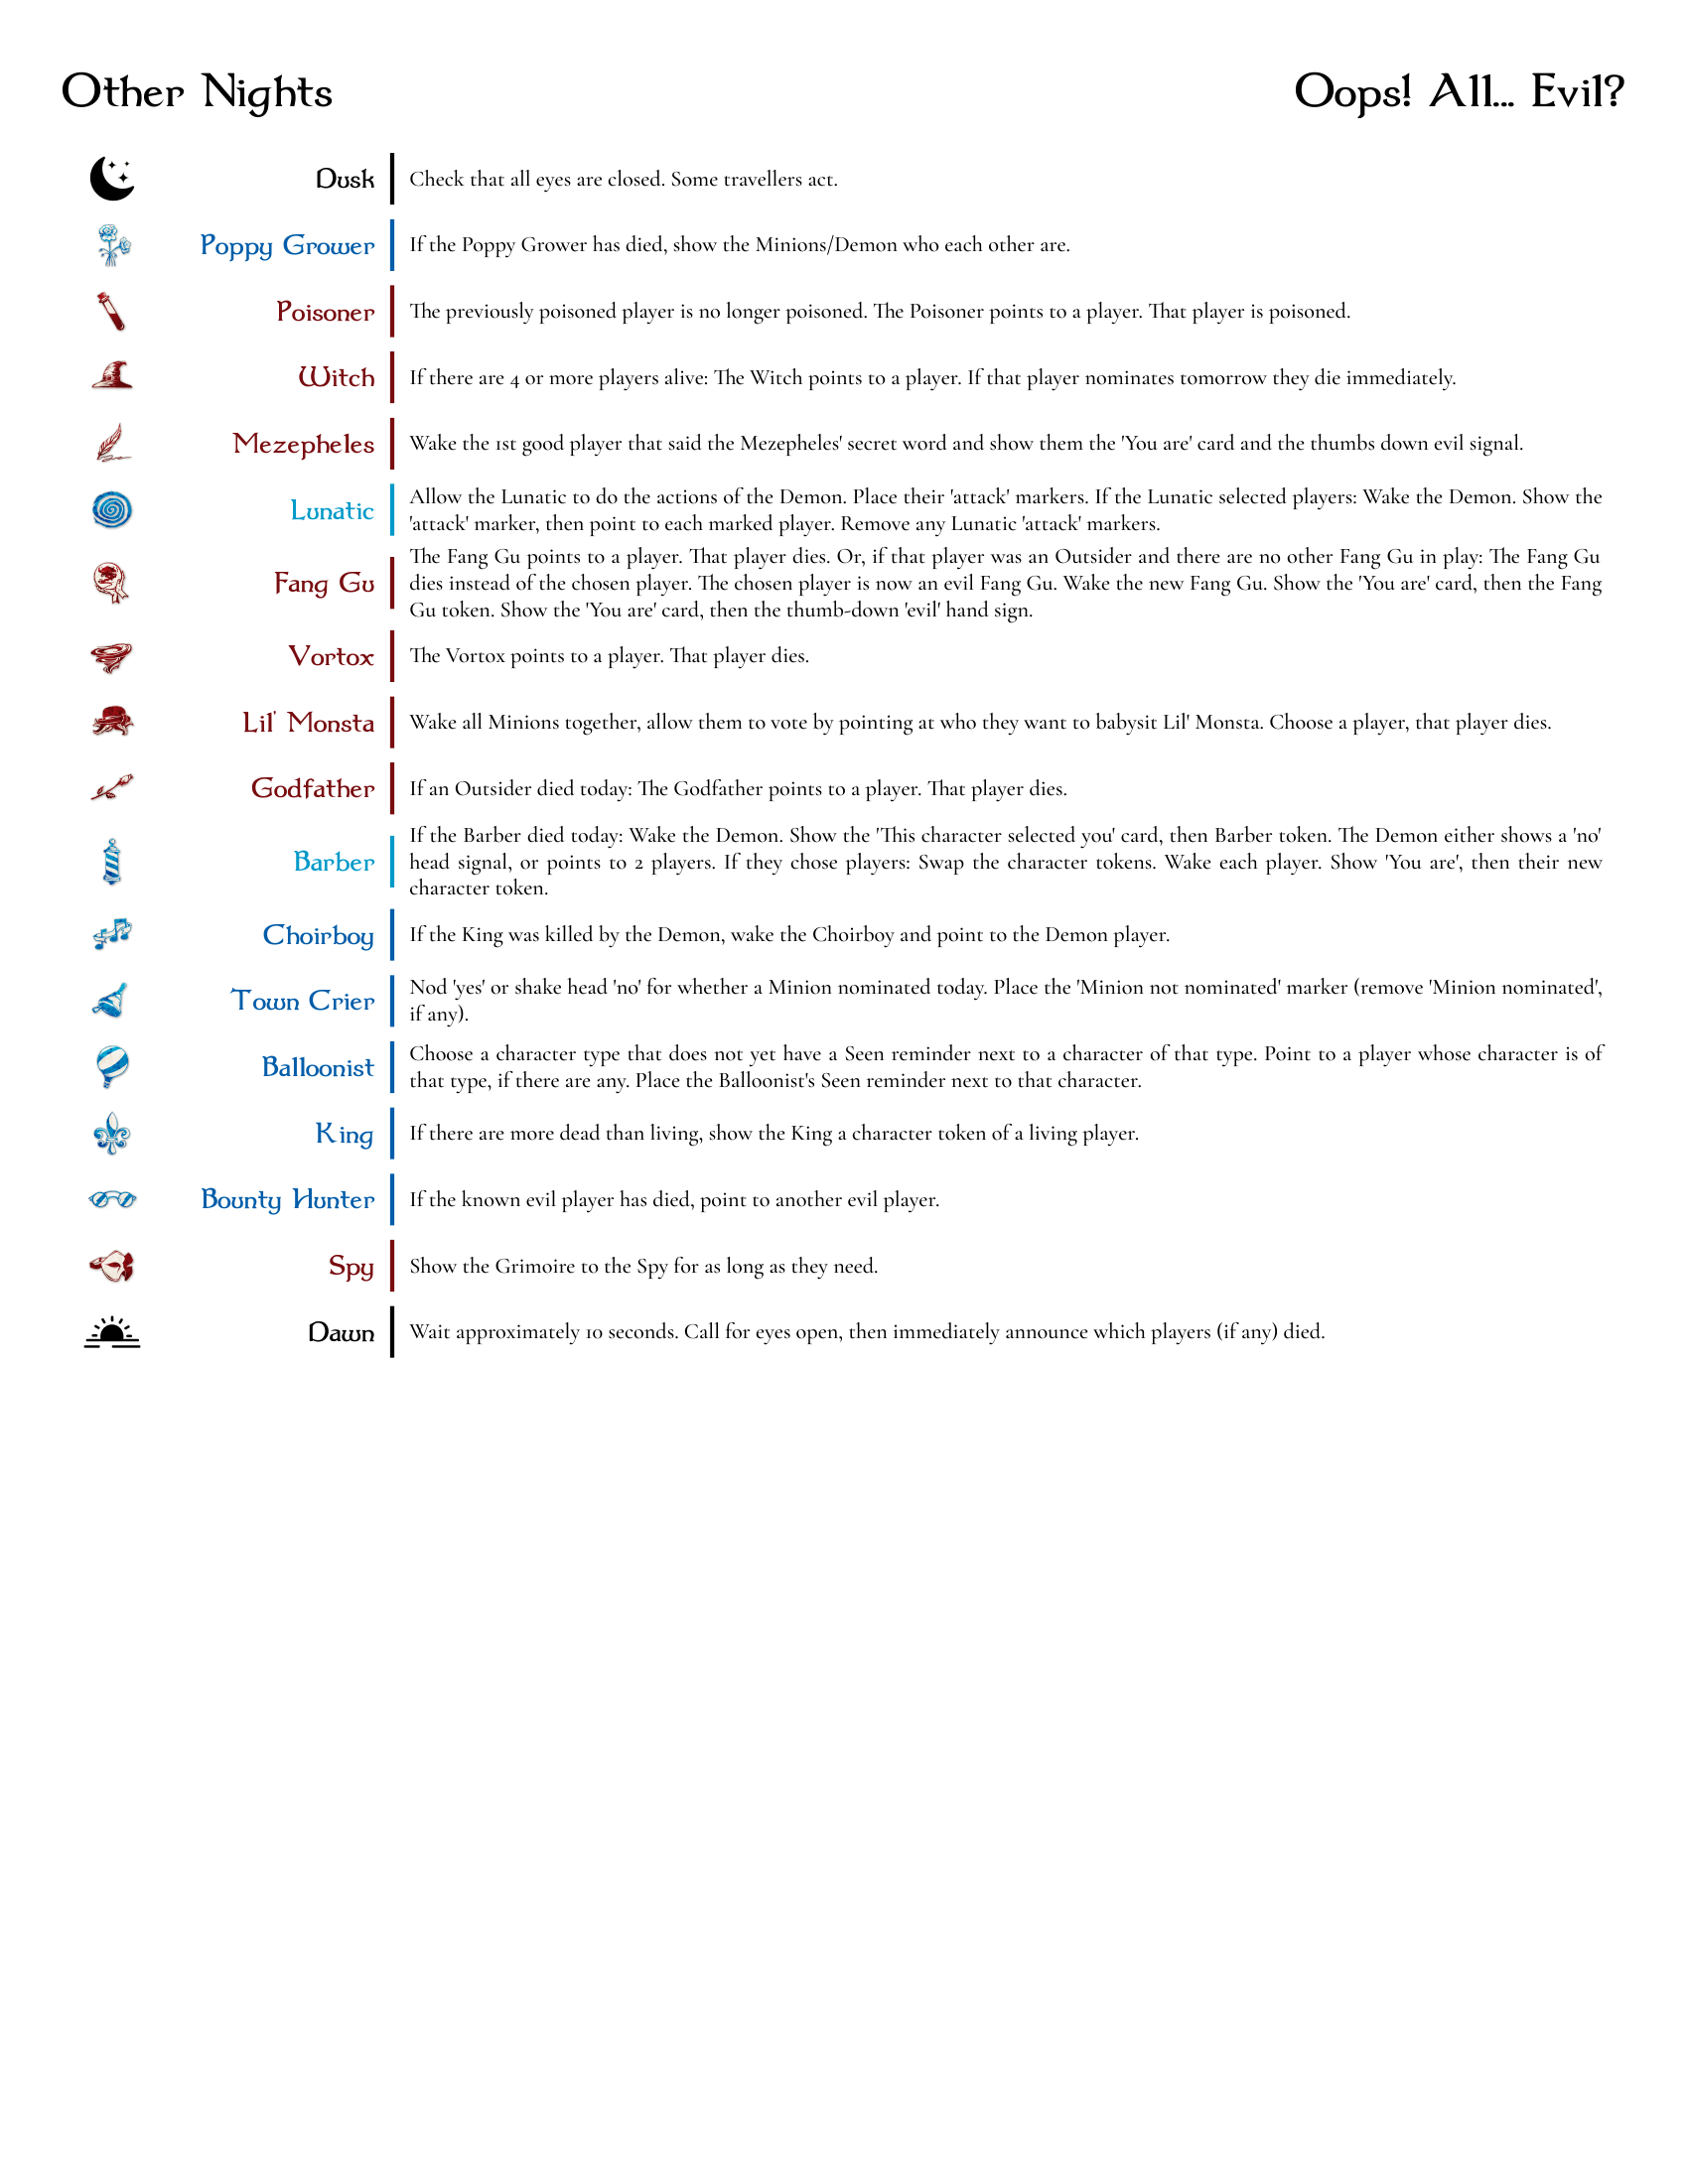 Other Nights
Oops! All... Evil?
Dusk
Check that all eyes are closed. Some travellers act.
Poppy Grower
If the Poppy Grower has died, show the Minions/Demon who each other are.
Poisoner
The previously poisoned player is no longer poisoned. The Poisoner points to a player. That player is poisoned.
Witch
If there are 4 or more players alive: The Witch points to a player. If that player nominates tomorrow they die immediately.
Mezepheles
Wake the 1st good player that said the Mezepheles' secret word and show them the 'You are' card and the thumbs down evil signal.
Lunatic
Allow the Lunatic to do the actions of the Demon. Place their 'attack' markers. If the Lunatic selected players: Wake the Demon. Show the
'attack' marker, then point to each marked player. Remove any Lunatic 'attack' markers.
Fang Gu
The Fang Gu points to a player. That player dies. Or, if that player was an Outsider and there are no other Fang Gu in play: The Fang Gu
dies instead of the chosen player. The chosen player is now an evil Fang Gu. Wake the new Fang Gu. Show the 'You are' card, then the Fang
Gu token. Show the 'You are' card, then the thumb-down 'evil' hand sign.
Vortox
The Vortox points to a player. That player dies.
Lil' Monsta
Wake all Minions together, allow them to vote by pointing at who they want to babysit Lil' Monsta. Choose a player, that player dies.
Godfather
If an Outsider died today: The Godfather points to a player. That player dies.
Barber
If the Barber died today: Wake the Demon. Show the 'This character selected you' card, then Barber token. The Demon either shows a 'no'
head signal, or points to 2 players. If they chose players: Swap the character tokens. Wake each player. Show 'You are', then their new
character token.
Choirboy
If the King was killed by the Demon, wake the Choirboy and point to the Demon player.
Town Crier
Nod 'yes' or shake head 'no' for whether a Minion nominated today. Place the 'Minion not nominated' marker (remove 'Minion nominated',
if any).
Balloonist
Choose a character type that does not yet have a Seen reminder next to a character of that type. Point to a player whose character is of
that type, if there are any. Place the Balloonist's Seen reminder next to that character.
King
If there are more dead than living, show the King a character token of a living player.
Bounty Hunter
If the known evil player has died, point to another evil player.
Spy
Show the Grimoire to the Spy for as long as they need.
Dawn
Wait approximately 10 seconds. Call for eyes open, then immediately announce which players (if any) died.